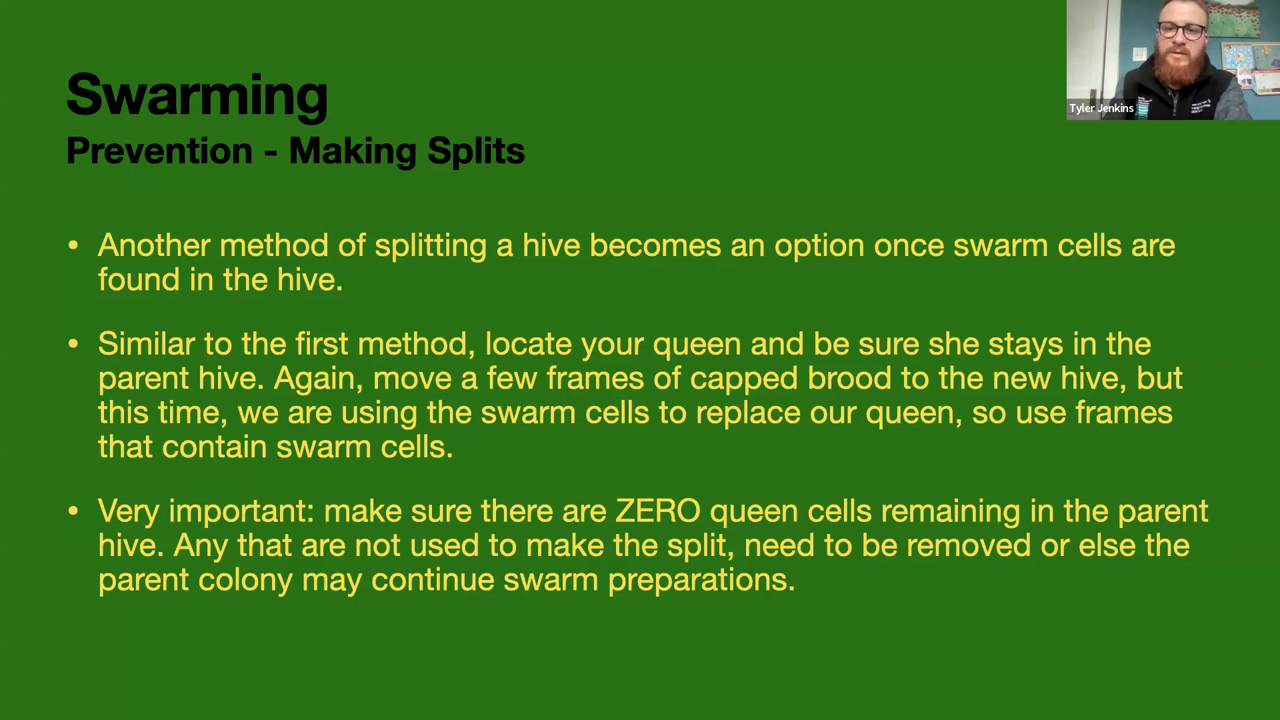 Swarming
Prevention - Making Splits
Tyler Jenkins
• Another method of splitting a hive becomes an option once swarm cells are
found in the hive.
• Similar to the first method, locate your queen and be sure she stays in the
parent hive. Again, move a few frames of capped brood to the new hive, but
this time, we are using the swarm cells to replace our queen, so use frames
that contain swarm cells.
• Very important: make sure there are ZERO queen cells remaining in the parent
hive. Any that are not used to make the split, need to be removed or else the
parent colony may continue swarm preparations.